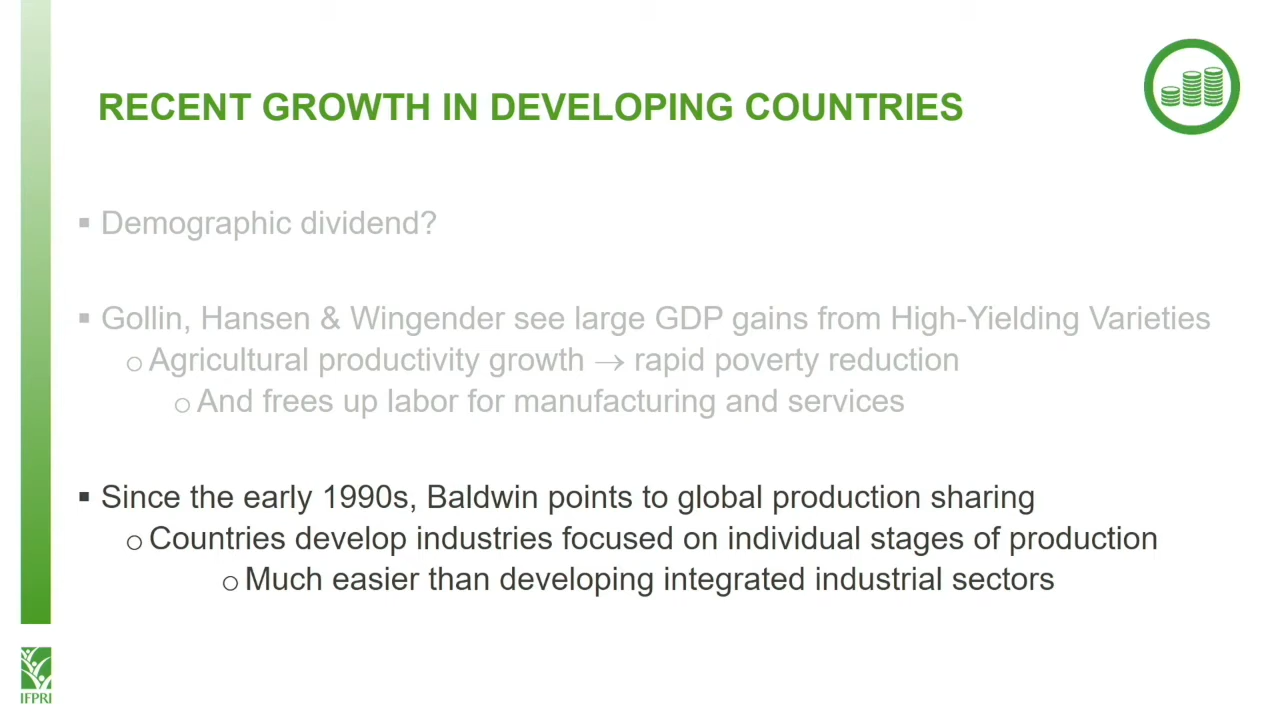 RECENT GROWTH IN DEVELOPING COUNTRIES
▪ Demographic dividend?
▪ Gollin, Hansen & Wingender see large GDP gains from High-Yielding Varieties
o Agricultural productivity growth → rapid poverty reduction
o And frees up labor for manufacturing and services
▪ Since the early 1990s, Baldwin points to global production sharing
o Countries develop industries focused on individual stages of production
o Much easier than developing integrated industrial sectors
IFPRI